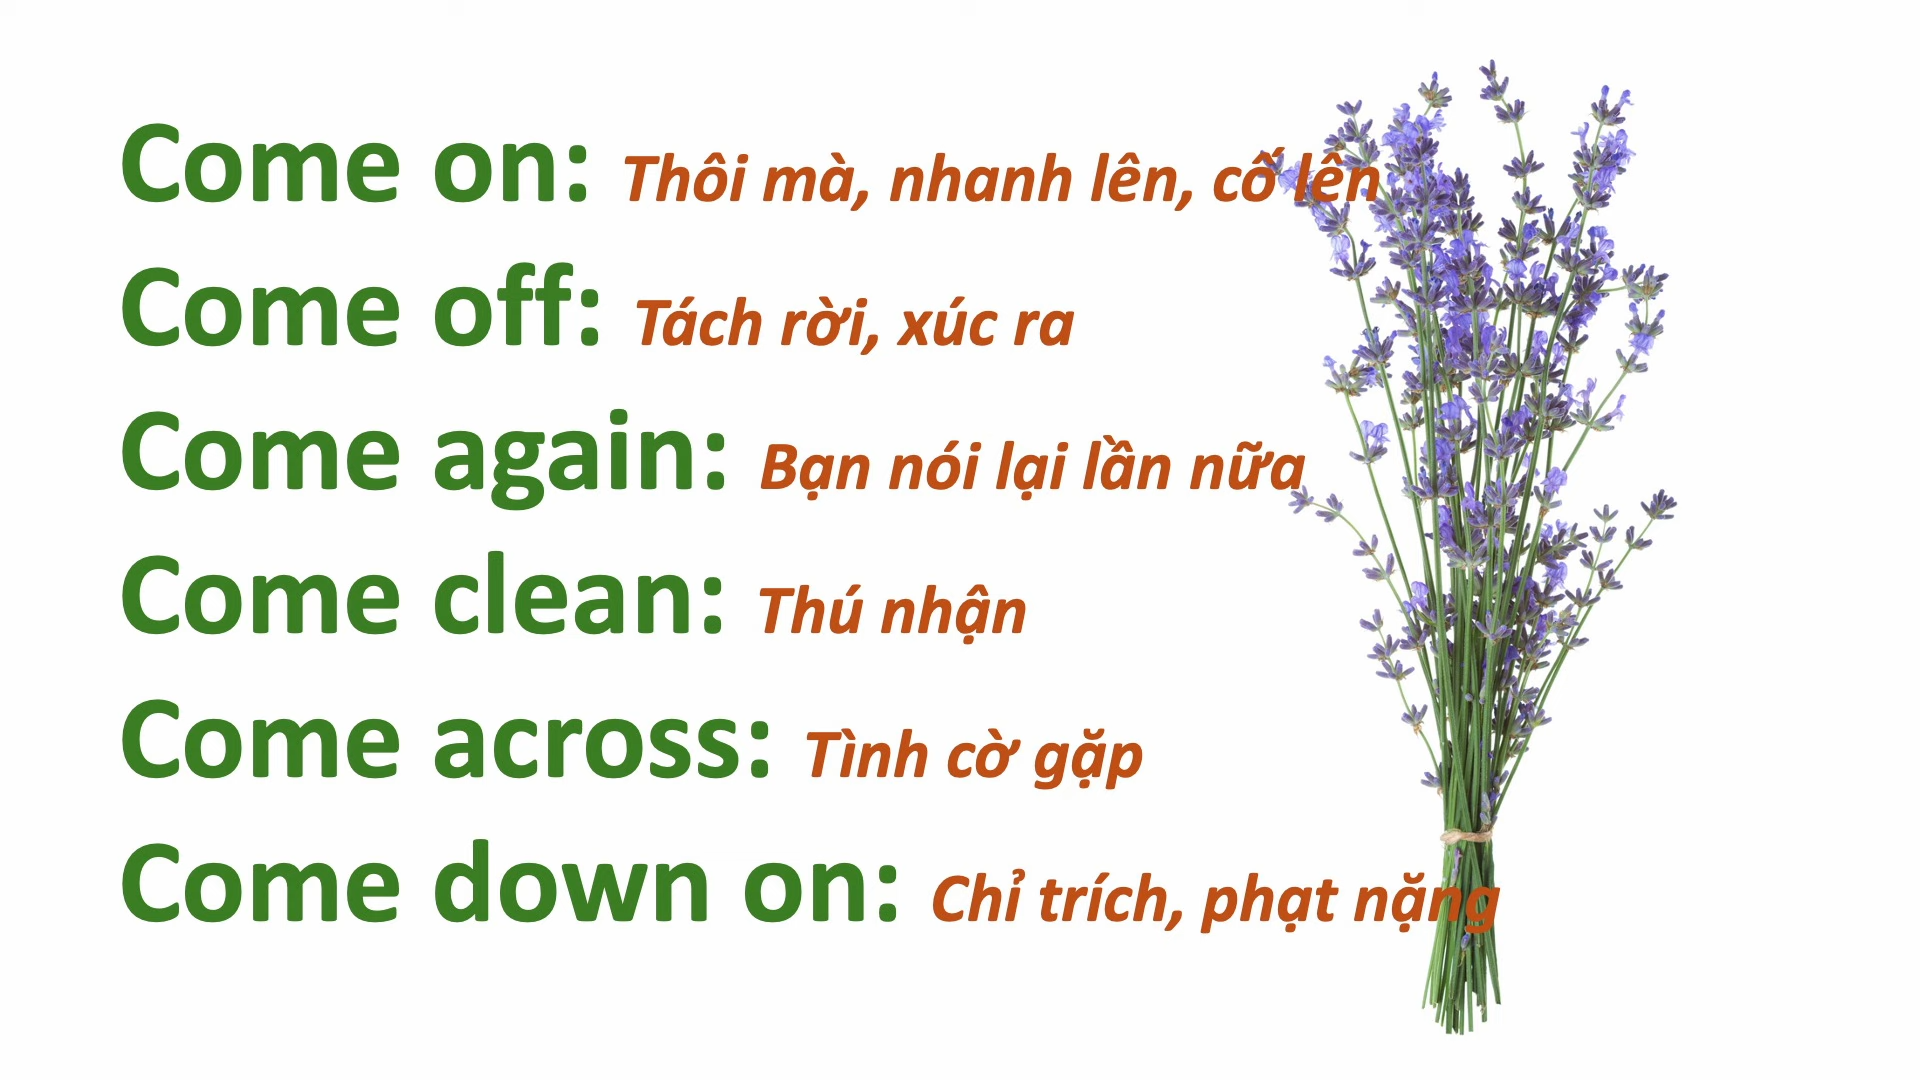 Come on: Thôi mà, nhanh lên, cố lên
Come off: Tách rời, xúc ra
Come again: Bạn nói lại lần nữa
Come clean: Thú nhận
Come across: Tình cờ gặp
Come down on: Chỉ trích, phạt nặng